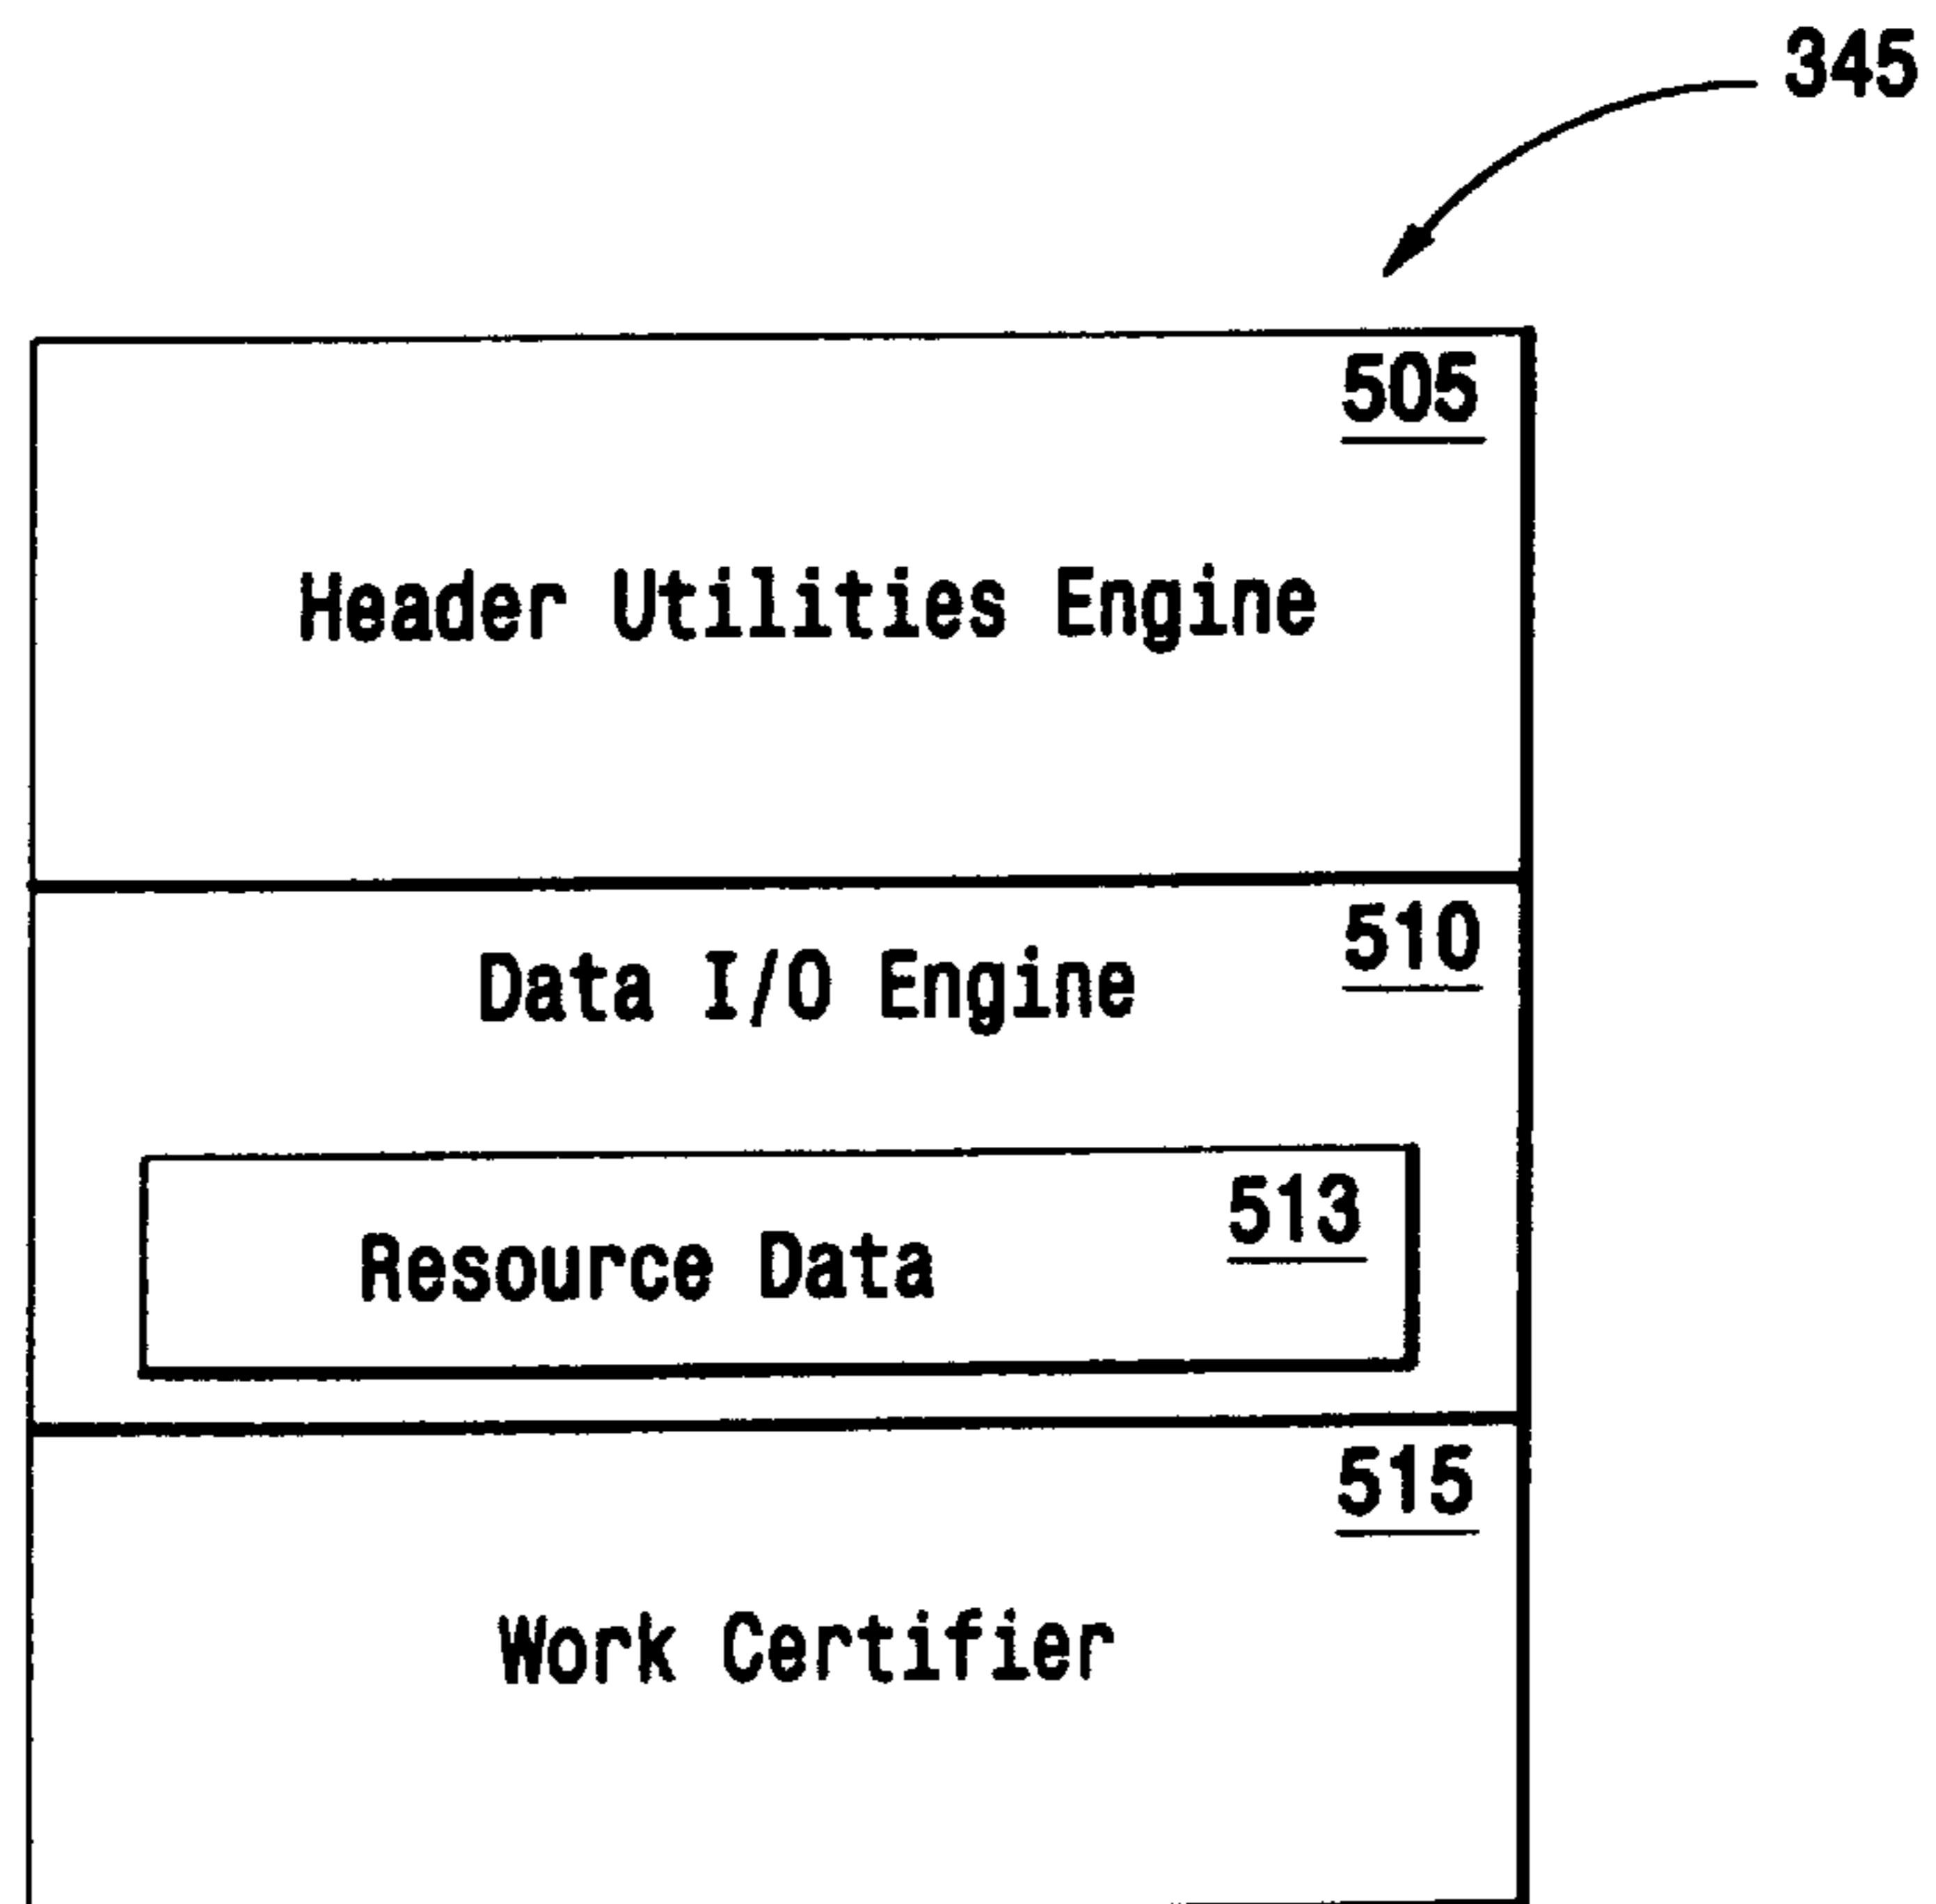 345
505
Header Utilities Engine
510
Data I/O Engine
513
Resource Data
515
Work Certifier